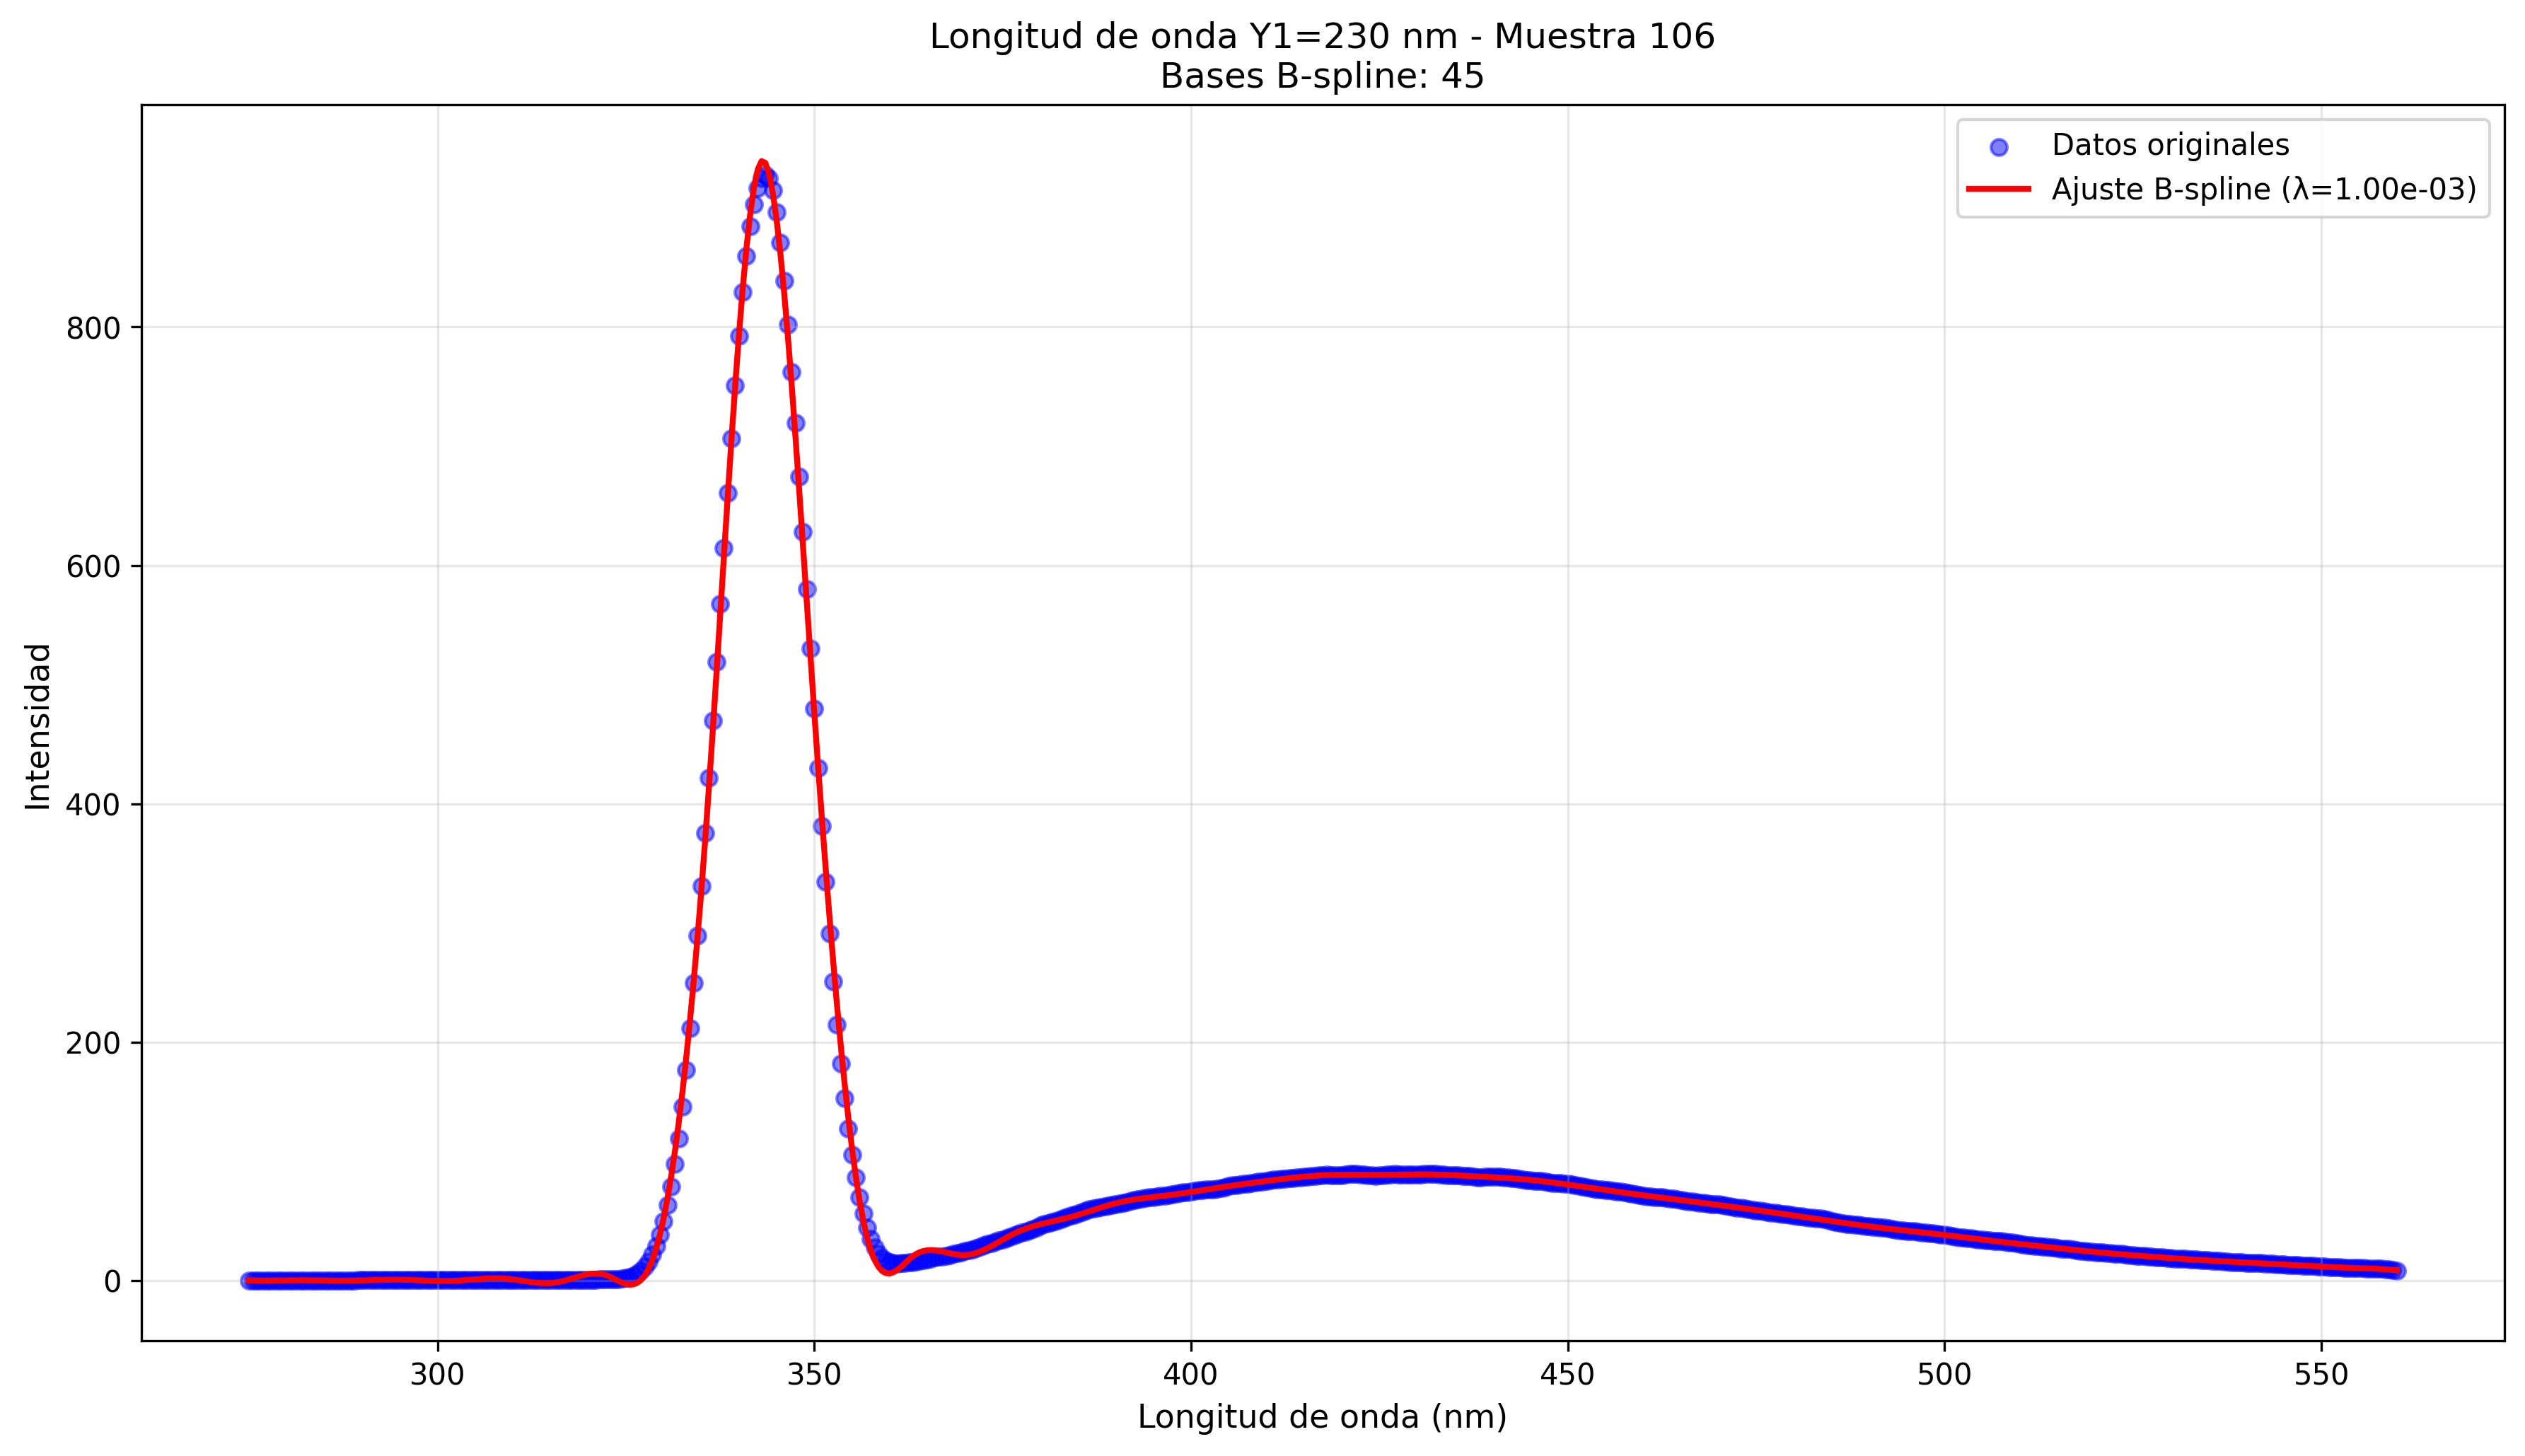 Longitud de onda Y1=230 nm - Muestra 106
Bases B-spline: 45
Datos originales
Ajuste B-spline (λ=1.00e-03)
Intensidad
800
600
400
200
0
300
350
400
450
500
550
Longitud de onda (nm)